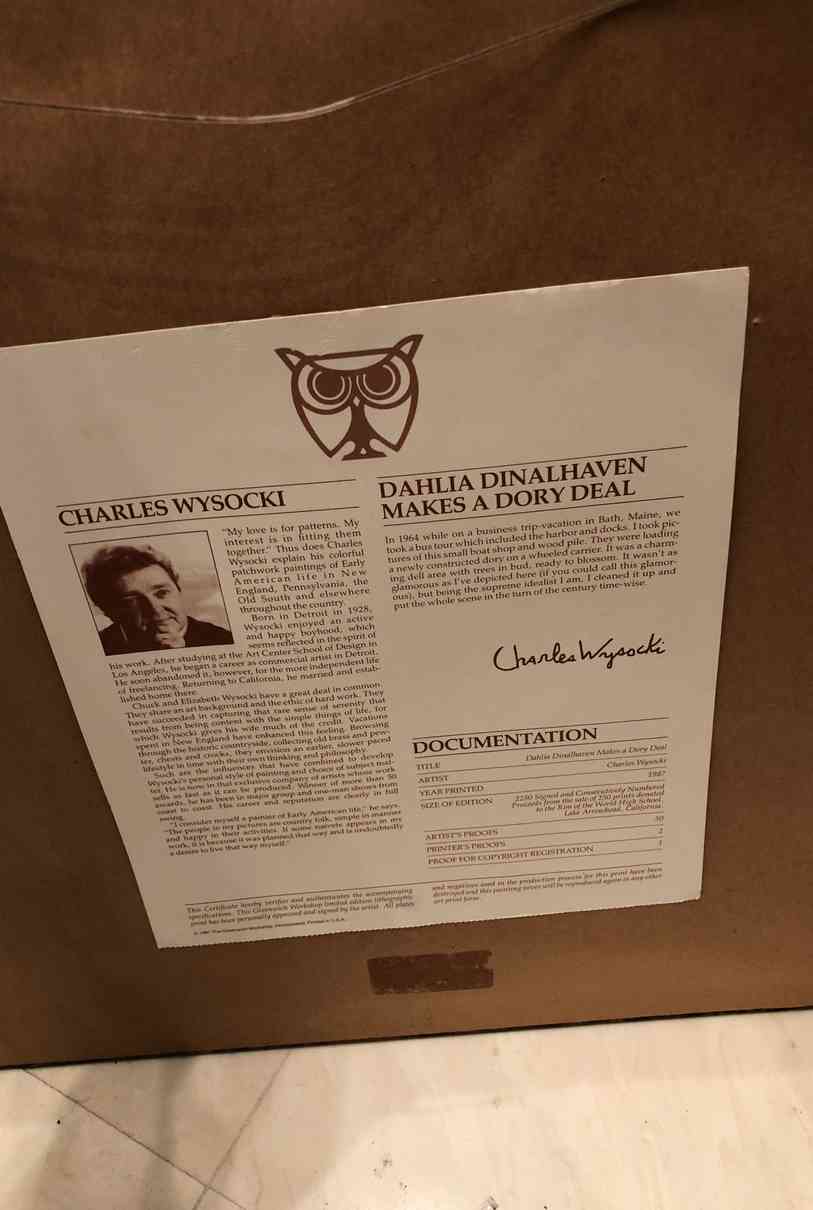 CHARLES WYSOCKI
"My love is for patterns. My
interest is in fitting them
together." Thus does Charles
Wysocki explain his colorful
patchwork paintings of Early
American life in New
England, Pennsylvania, the
Old South and elsewhere
throughout the country.
Born in Detroit in 1928,
Wysocki enjoyed an active
and happy boyhood, which
seems reflected in the spirit of
his work. After studying at the Art Center School of Design in
Los Angeles, he began a career as commercial artist in Detroit.
He soon abandoned it, however, for the more independent life
of freelancing. Returning to California, he married and estab-
lished home there.
Chuck and Elizabeth Wysocki have a great deal in common.
They share an art background and the ethic of hard work. They
have succeeded in capturing that rare sense of serenity that
results from being content with the simple things of life, for
which Wysocki gives his wife much of the credit. Vacations
spent in New England have enhanced this feeling. Browsing
through the historic countryside, collecting old brass and pew-
ter, chests and crocks, they envision an earlier, slower paced
lifestyle in time with their own thinking and philosophy.
Such are the influences that have combined to develop
Wysocki's personal style of painting and choice of subject mat-
ter. He is now in that exclusive company of artists whose work
sells as fast as it can be produced. Winner of more than 50
awards, he has been in major group and one-man shows from
coast to coast. His career and reputation are clearly in full
swing.
"I consider myself a painter of Early American life," he says.
"The people in my pictures are country folk, simple in manner
and happy in their activities. If some naivete appears in my
work, it is because it was planned that way and is undoubtedly
a desire to live that way myself."
DAHLIA DINALHAVEN
MAKES A DORY DEAL
In 1964 while on a business trip-vacation in Bath, Maine, we
took a bus tour which included the harbor and docks. I took pic-
tures of this small boat shop and wood pile. They were loading
a newly constructed dory on a wheeled carrier. It was a charm-
ing dell area with trees in bud, ready to blossom. It wasn't as
glamorous as I've depicted here (if you could call this glamor-
ous), but being the supreme idealist I am, I cleaned it up and
put the whole scene in the turn of the century time-wise.
Charles Wysocki
DOCUMENTATION
TITLE Dahlia Dinalhaven Makes a Dory Deal
ARTIST Charles Wysocki
YEAR PRINTED 1987
SIZE OF EDITION 2250 Signed and Consecutively Numbered
Proceeds from the sale of 250 prints donated
to the Rim of the World High School,
Lake Arrowhead, California.
ARTIST'S PROOFS 50
PRINTER'S PROOFS 2
PROOF FOR COPYRIGHT REGISTRATION 1
This Certificate hereby verifies and authenticates the accompanying
specifications. This Greenwich Workshop limited edition lithographic
print has been personally approved and signed by the artist. All plates
and negatives used in the production process for this print have been
destroyed and this painting never will be reproduced again in any other
art print form.
© 1987 The Greenwich Workshop, Incorporated. Printed in U.S.A.